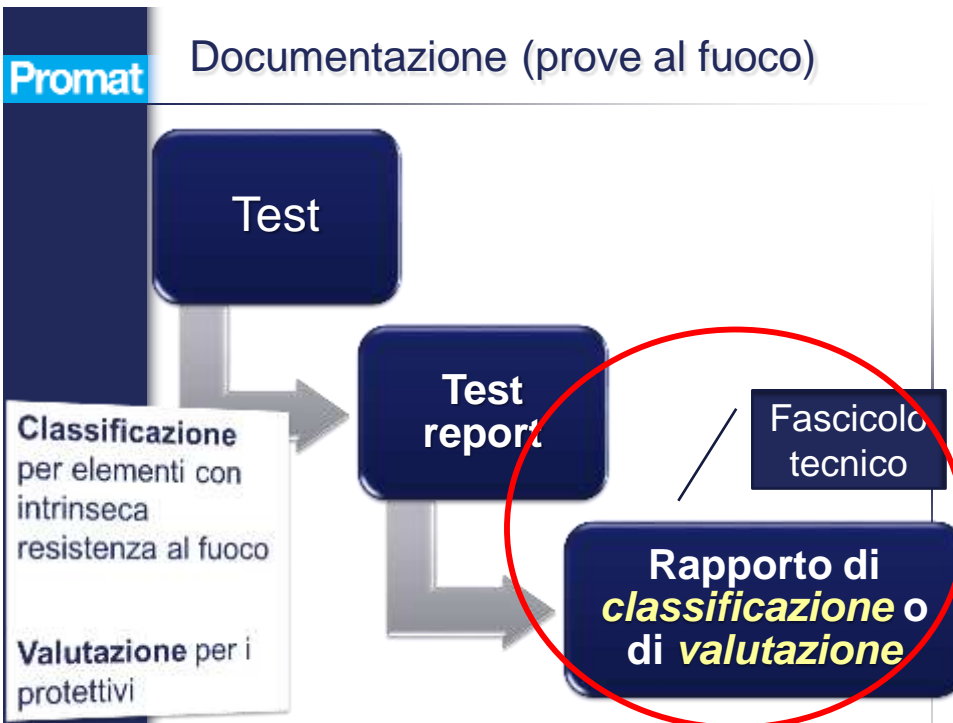 Promat
Documentazione (prove al fuoco)
Test
Test
report
Classificazione
per elementi con
intrinseca
resistenza al fuoco
Valutazione per i
protettivi
Fascicolo
tecnico
Rapporto di
classificazione o
di valutazione